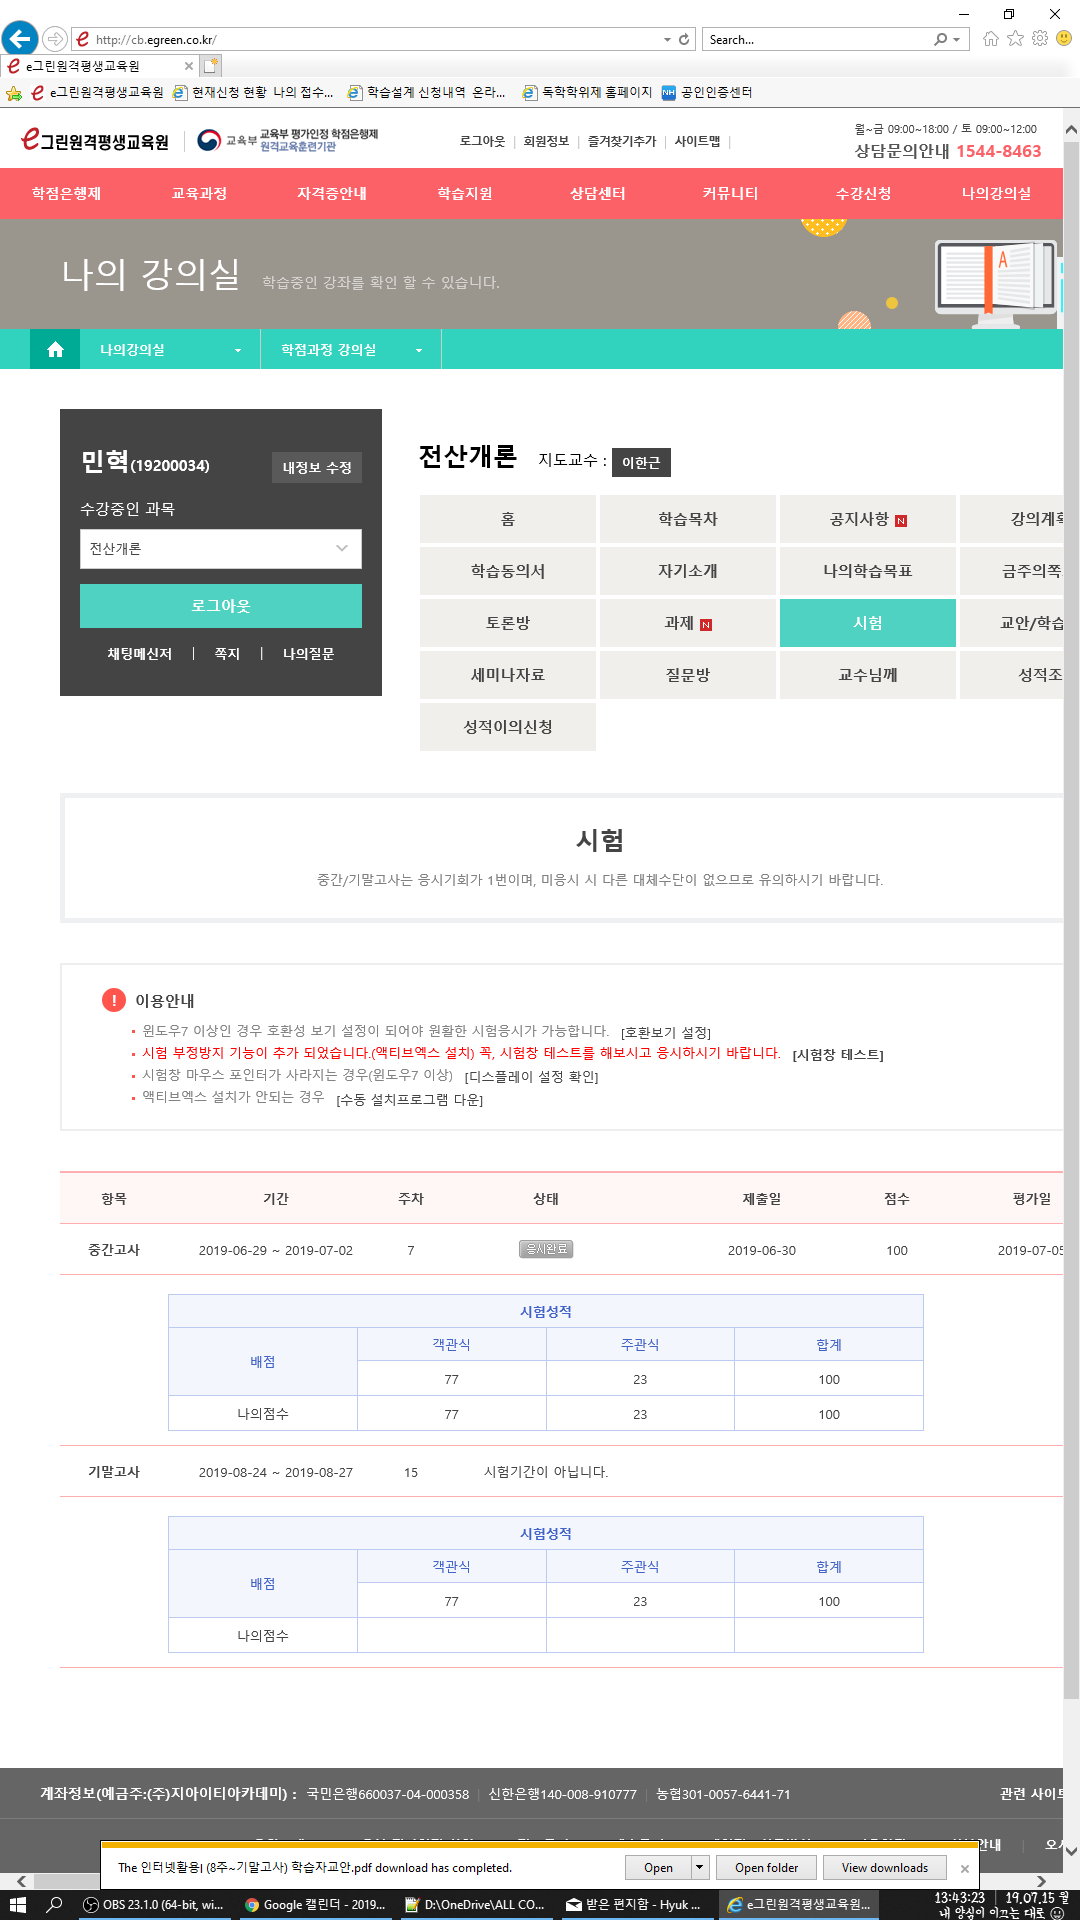 http://cb.egreen.co.kr/
Search...
e그린원격평생교육원
e그린원격평생교육원 현재신청 현황 나의 접수... 학습설계 신청내역 온라... 독학학위제 홈페이지 NH 공인인증센터
e그린원격평생교육원 교육부 교육부 평가인정 학점은행제
원격교육훈련기관
로그아웃 | 회원정보 | 즐겨찾기추가 | 사이트맵 |
월~금 09:00~18:00 / 토 09:00~12:00
상담문의안내 1544-8463
학점은행제 교육과정 자격증안내 학습지원 상담센터 커뮤니티 수강신청 나의강의실
나의 강의실 학습중인 강좌를 확인 할 수 있습니다.
A
나의강의실 학점과정 강의실
민혁(19200034) 내정보 수정
수강중인 과목
전산개론
로그아웃
채팅메신저 | 쪽지 | 나의질문
전산개론 지도교수 : 이한근
홈 학습목차 공지사항 N 강의계획
학습동의서 자기소개 나의학습목표 금주의쪽
토론방 과제 N 시험 교안/학습
세미나자료 질문방 교수님께 성적조
성적이의신청
시험
중간/기말고사는 응시기회가 1번이며, 미응시 시 다른 대체수단이 없으므로 유의하시기 바랍니다.
! 이용안내
윈도우7 이상인 경우 호환성 보기 설정이 되어야 원활한 시험응시가 가능합니다. [호환보기 설정]
시험 부정방지 기능이 추가 되었습니다.(액티브엑스 설치) 꼭, 시험창 테스트를 해보시고 응시하시기 바랍니다. [시험창 테스트]
시험창 마우스 포인터가 사라지는 경우(윈도우7 이상) [디스플레이 설정 확인]
액티브엑스 설치가 안되는 경우 [수동 설치프로그램 다운]
항목 기간 주차 상태 제출일 점수 평가일
중간고사 2019-06-29 ~ 2019-07-02 7 응시완료 2019-06-30 100 2019-07-05
시험성적
배점 객관식 주관식 합계
77 23 100
나의점수 77 23 100
기말고사 2019-08-24 ~ 2019-08-27 15 시험기간이 아닙니다.
시험성적
배점 객관식 주관식 합계
77 23 100
나의점수
계좌정보(예금주:(주)지아이티아카데미) : 국민은행660037-04-000358 | 신한은행140-008-910777 | 농협301-0057-6441-71 관련 사이트
The 인터넷활용I (8주~기말고사) 학습자교안.pdf download has completed. Open Open folder View downloads
OBS 23.1.0 (64-bit, wi... Google 캘린더 - 2019... D:\OneDrive\ALL CO... 받은 편지함 - Hyuk ... e그린원격평생교육원...
13:43:23 19.07.15 월
내 양심이 이끄는 대로